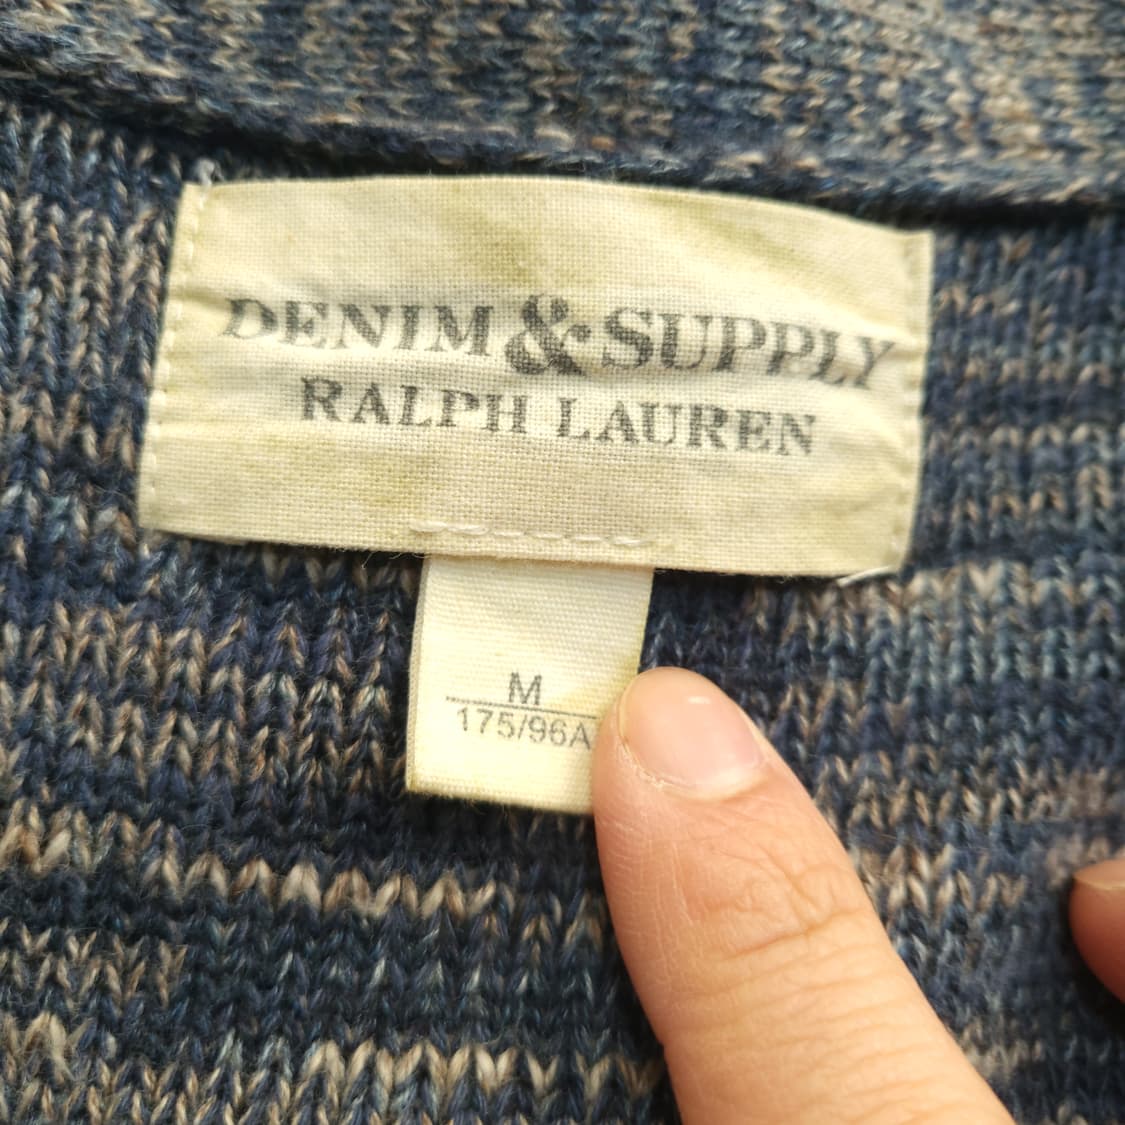 DENIM & SUPPLY
RALPH LAUREN
M
175/96A